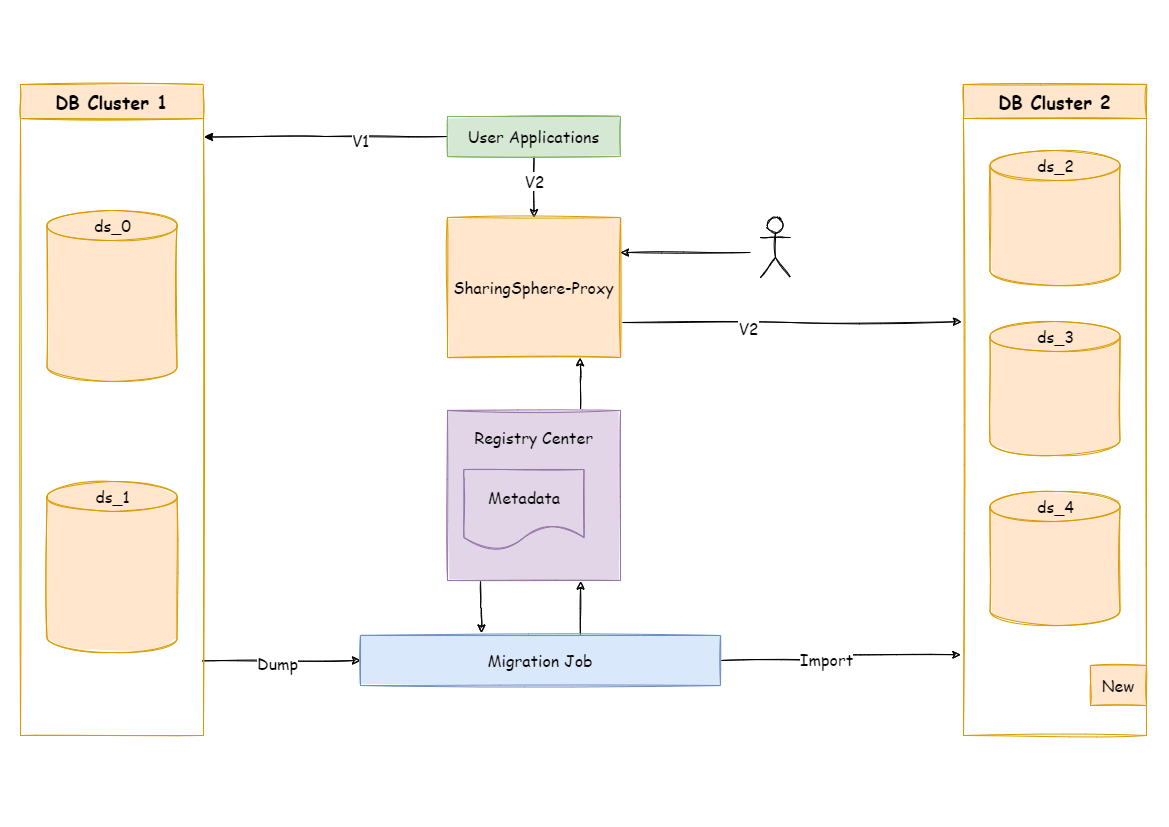 DB Cluster 1
DB Cluster 2
User Applications
V1
V2
ds_0
ds_2
SharingSphere-Proxy
V2
ds_3
Registry Center
Metadata
ds_1
ds_4
Dump
Migration Job
Import
New